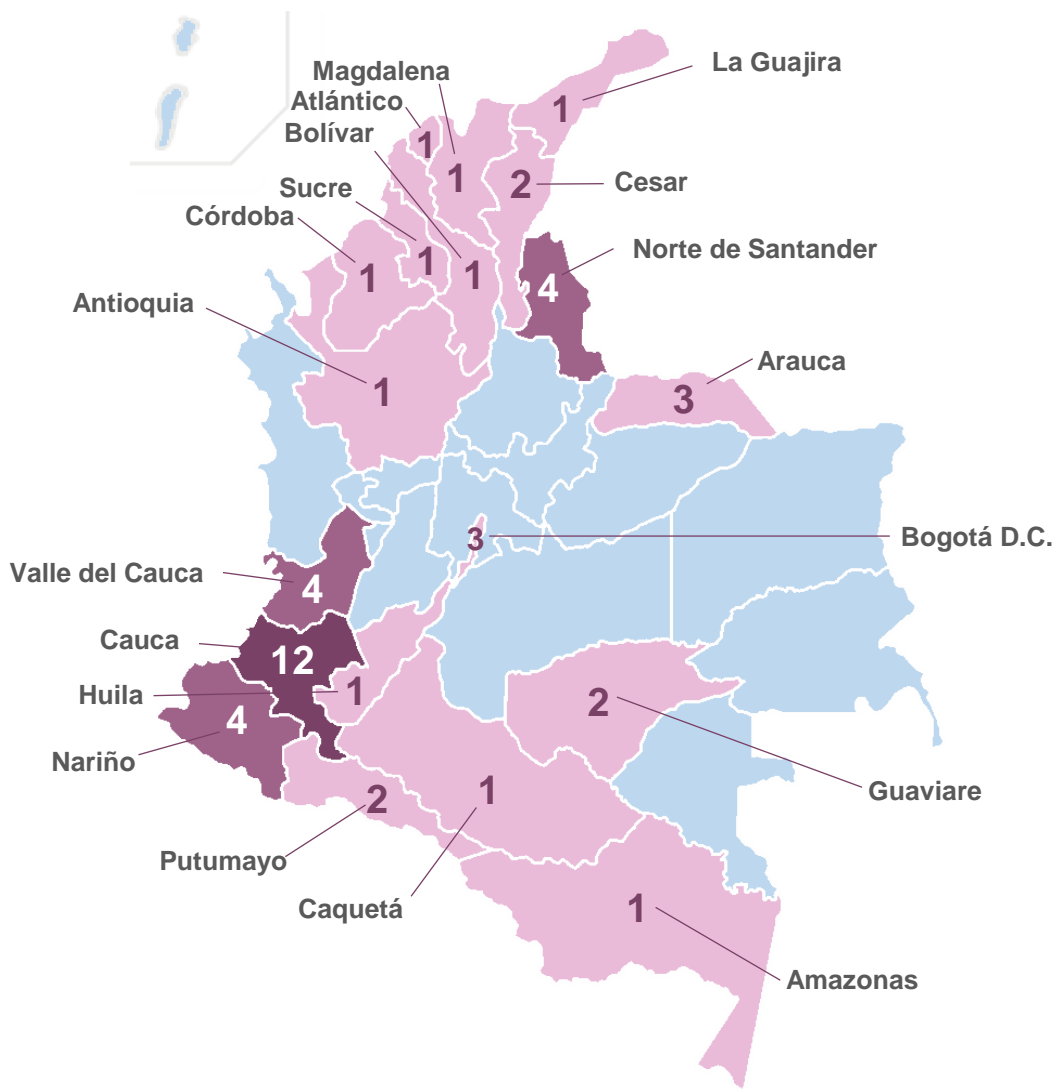 La Guajira
Magdalena
Atlántico
Bolívar
1
1
1
2
Cesar
Sucre
Córdoba
Norte de Santander
1
1
1
4
Antioquia
Arauca
1
3
3
Bogotá D.C.
Valle del Cauca
4
Cauca
12
Huila
1
2
4
Nariño
Guaviare
2
1
Putumayo
Caquetá
1
Amazonas